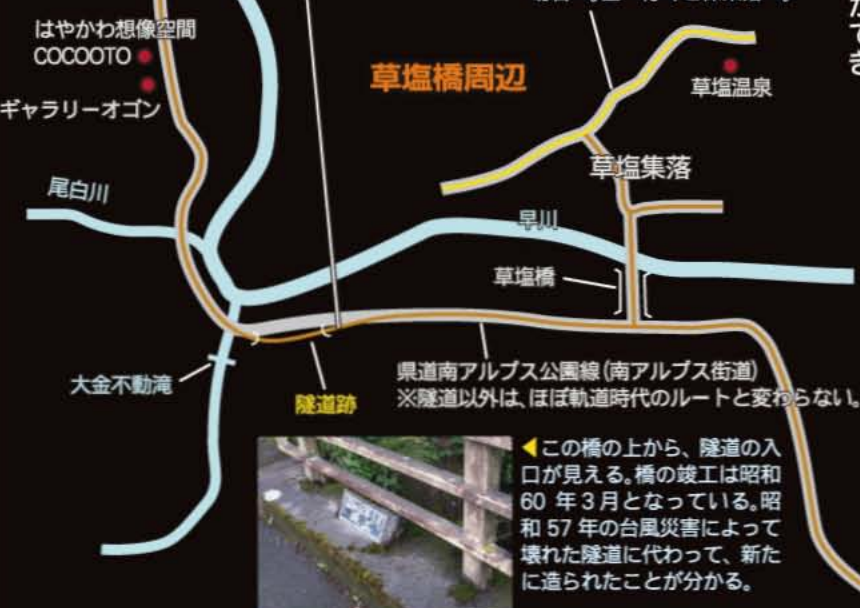 はやかわ想像空間
COCOOTO
ギャラリーオゴン
草塩橋周辺
草塩温泉
草塩集落
尾白川
早川
草塩橋
大金不動滝
隧道跡
県道南アルプス公園線(南アルプス街道)
※隧道以外は、ほぼ軌道時代のルートと変わらない。
◀この橋の上から、隧道の入
口が見える。橋の竣工は昭和
60 年3月となっている。昭
和 57 年の台風災害によって
壊れた隧道に代わって、新た
に造られたことが分かる。